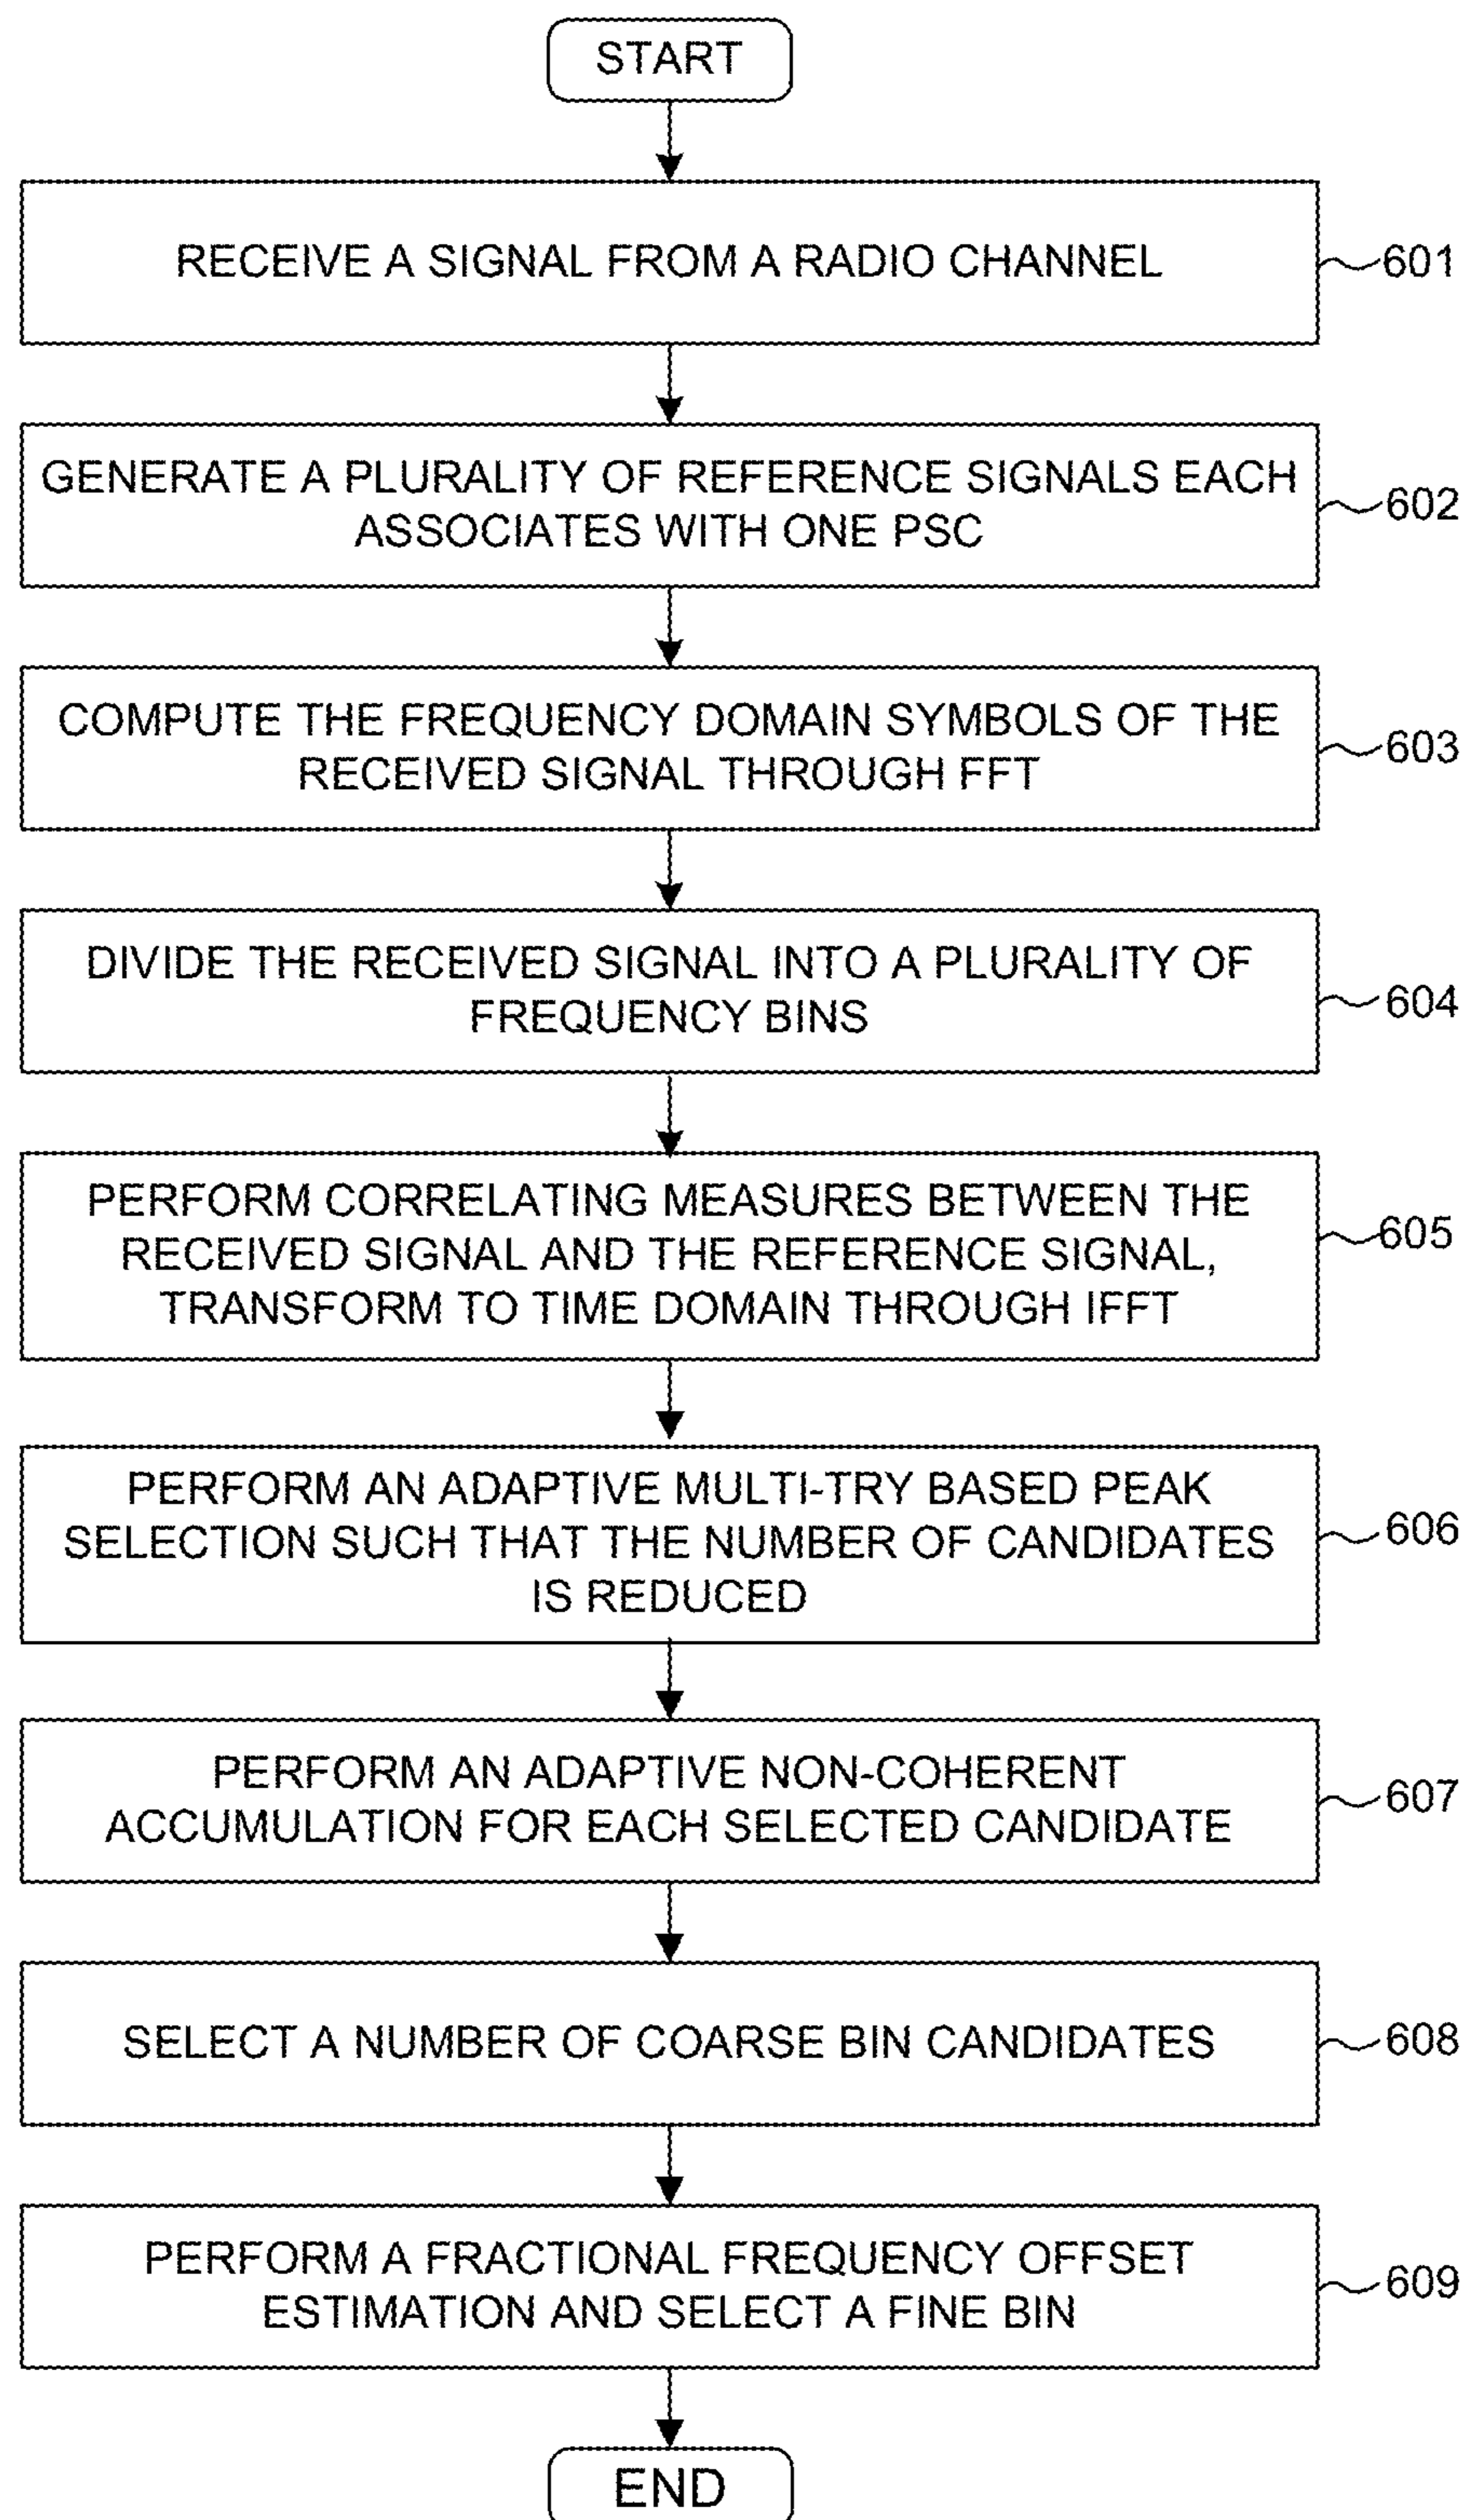 START
RECEIVE A SIGNAL FROM A RADIO CHANNEL
601
GENERATE A PLURALITY OF REFERENCE SIGNALS EACH
ASSOCIATES WITH ONE PSC
602
COMPUTE THE FREQUENCY DOMAIN SYMBOLS OF THE
RECEIVED SIGNAL THROUGH FFT
603
DIVIDE THE RECEIVED SIGNAL INTO A PLURALITY OF
FREQUENCY BINS
604
PERFORM CORRELATING MEASURES BETWEEN THE
RECEIVED SIGNAL AND THE REFERENCE SIGNAL,
TRANSFORM TO TIME DOMAIN THROUGH IFFT
605
PERFORM AN ADAPTIVE MULTI-TRY BASED PEAK
SELECTION SUCH THAT THE NUMBER OF CANDIDATES
IS REDUCED
606
PERFORM AN ADAPTIVE NON-COHERENT
ACCUMULATION FOR EACH SELECTED CANDIDATE
607
SELECT A NUMBER OF COARSE BIN CANDIDATES
608
PERFORM A FRACTIONAL FREQUENCY OFFSET
ESTIMATION AND SELECT A FINE BIN
609
END